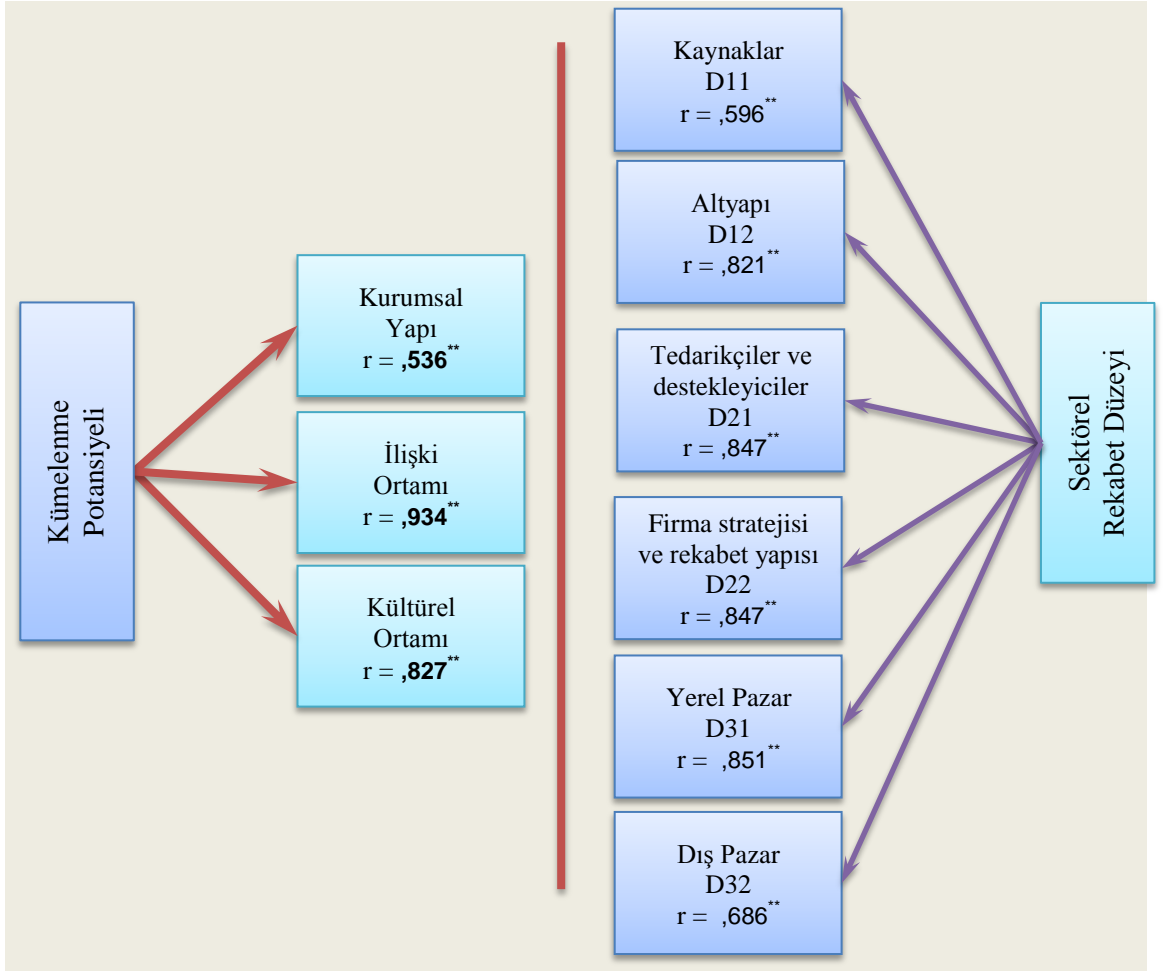 Kümelenme
Potansiyeli
Kurumsal
Yapı
r = ,536**
İlişki
Ortamı
r = ,934**
Kültürel
Ortamı
r = ,827**
Kaynaklar
D11
r = ,596**
Altyapı
D12
r = ,821**
Tedarikçiler ve
destekleyiciler
D21
r = ,847**
Firma stratejisi
ve rekabet yapısı
D22
r = ,847**
Yerel Pazar
D31
r = ,851**
Dış Pazar
D32
r = ,686**
Sektörel
Rekabet Düzeyi